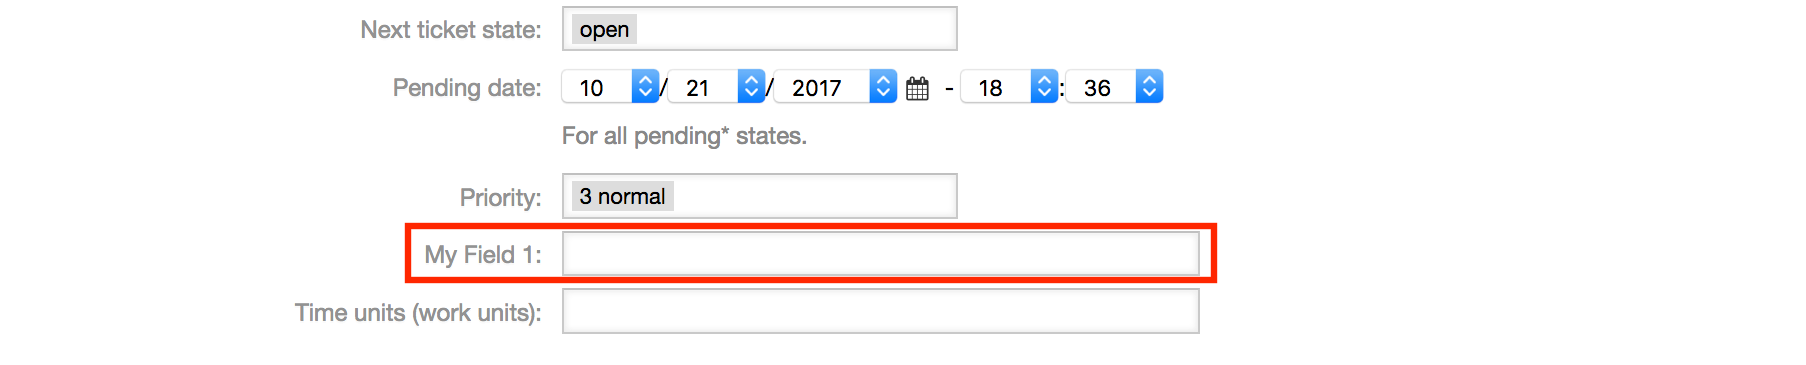 Next ticket state: open
Pending date: 10 / 21 / 2017 - 18 : 36
For all pending* states.
Priority: 3 normal
My Field 1:
Time units (work units):